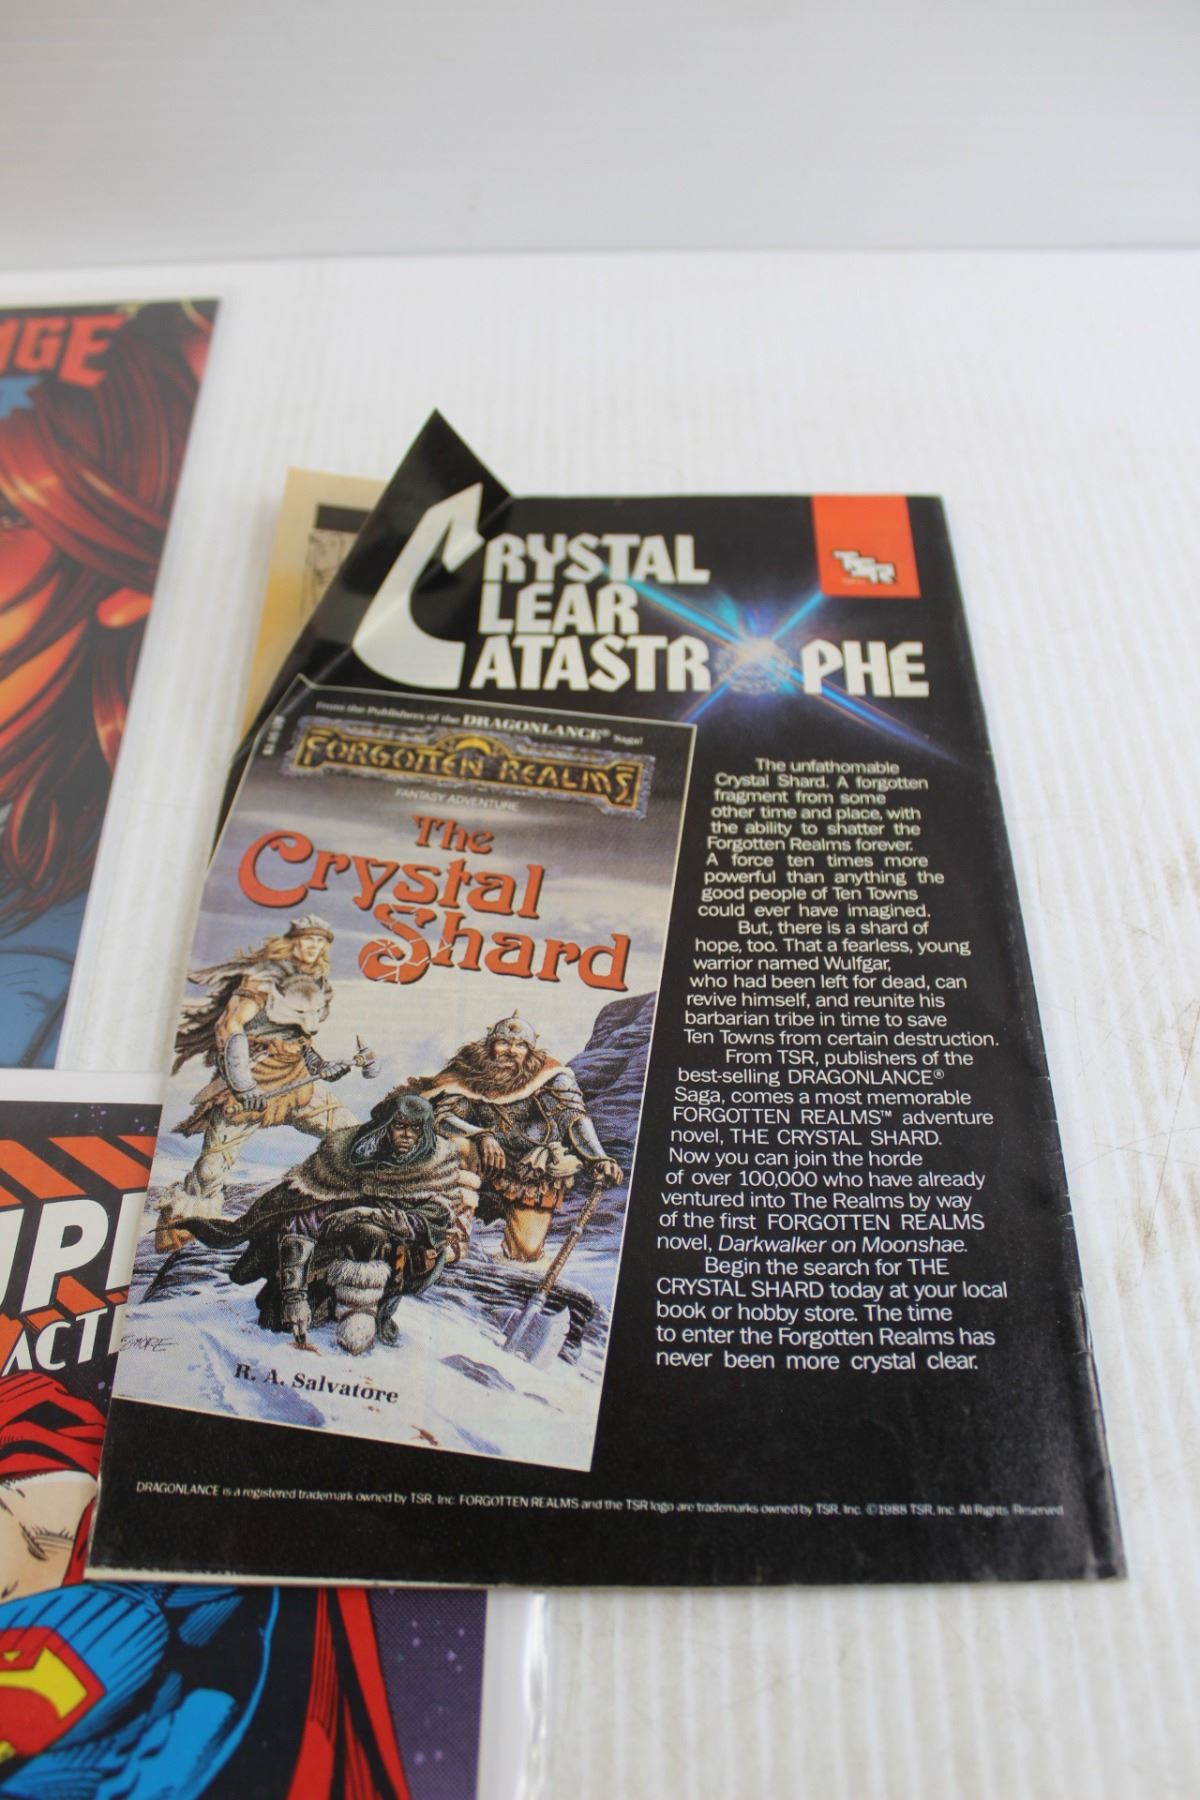 CRYSTAL
CLEAR
CATASTROPHE
TSR
From the Publishers of the DRAGONLANCE® Saga!
FORGOTTEN REALMS
FANTASY ADVENTURE
The
Crystal
Shard
R. A. Salvatore
The unfathomable
Crystal Shard. A forgotten
fragment from some
other time and place, with
the ability to shatter the
Forgotten Realms forever.
A force ten times more
powerful than anything the
good people of Ten Towns
could ever have imagined.
But, there is a shard of
hope, too. That a fearless, young
warrior named Wulfgar,
who had been left for dead, can
revive himself, and reunite his
barbarian tribe in time to save
Ten Towns from certain destruction.
From TSR, publishers of the
best-selling DRAGONLANCE®
Saga, comes a most memorable
FORGOTTEN REALMS™ adventure
novel, THE CRYSTAL SHARD.
Now you can join the horde
of over 100,000 who have already
ventured into The Realms by way
of the first FORGOTTEN REALMS
novel, Darkwalker on Moonshae.
Begin the search for THE
CRYSTAL SHARD today at your local
book or hobby store. The time
to enter the Forgotten Realms has
never been more crystal clear.
DRAGONLANCE is a registered trademark owned by TSR, Inc. FORGOTTEN REALMS and the TSR logo are trademarks owned by TSR, Inc. ©1988 TSR, Inc. All Rights Reserved
ACT